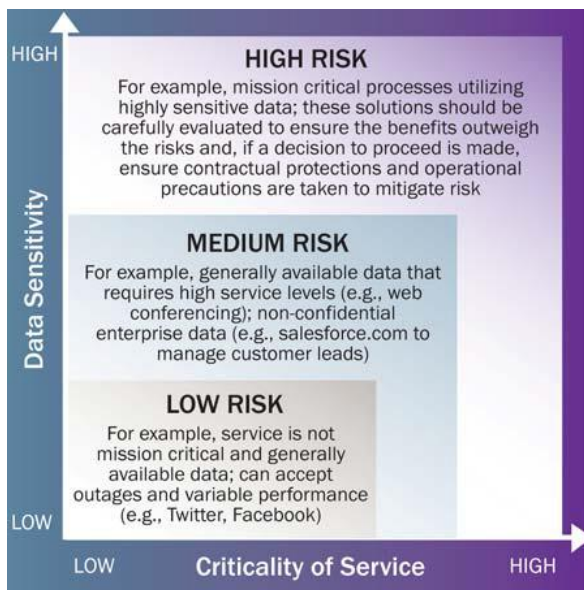 HIGH
HIGH RISK
For example, mission critical processes utilizing
highly sensitive data; these solutions should be
carefully evaluated to ensure the benefits outweigh
the risks and, if a decision to proceed is made,
ensure contractual protections and operational
precautions are taken to mitigate risk
Data Sensitivity
MEDIUM RISK
For example, generally available data that
requires high service levels (e.g., web
conferencing); non-confidential
enterprise data (e.g., salesforce.com to
manage customer leads)
LOW RISK
For example, service is not
mission critical and generally
available data; can accept
outages and variable performance
(e.g., Twitter, Facebook)
LOW
LOW
Criticality of Service
HIGH